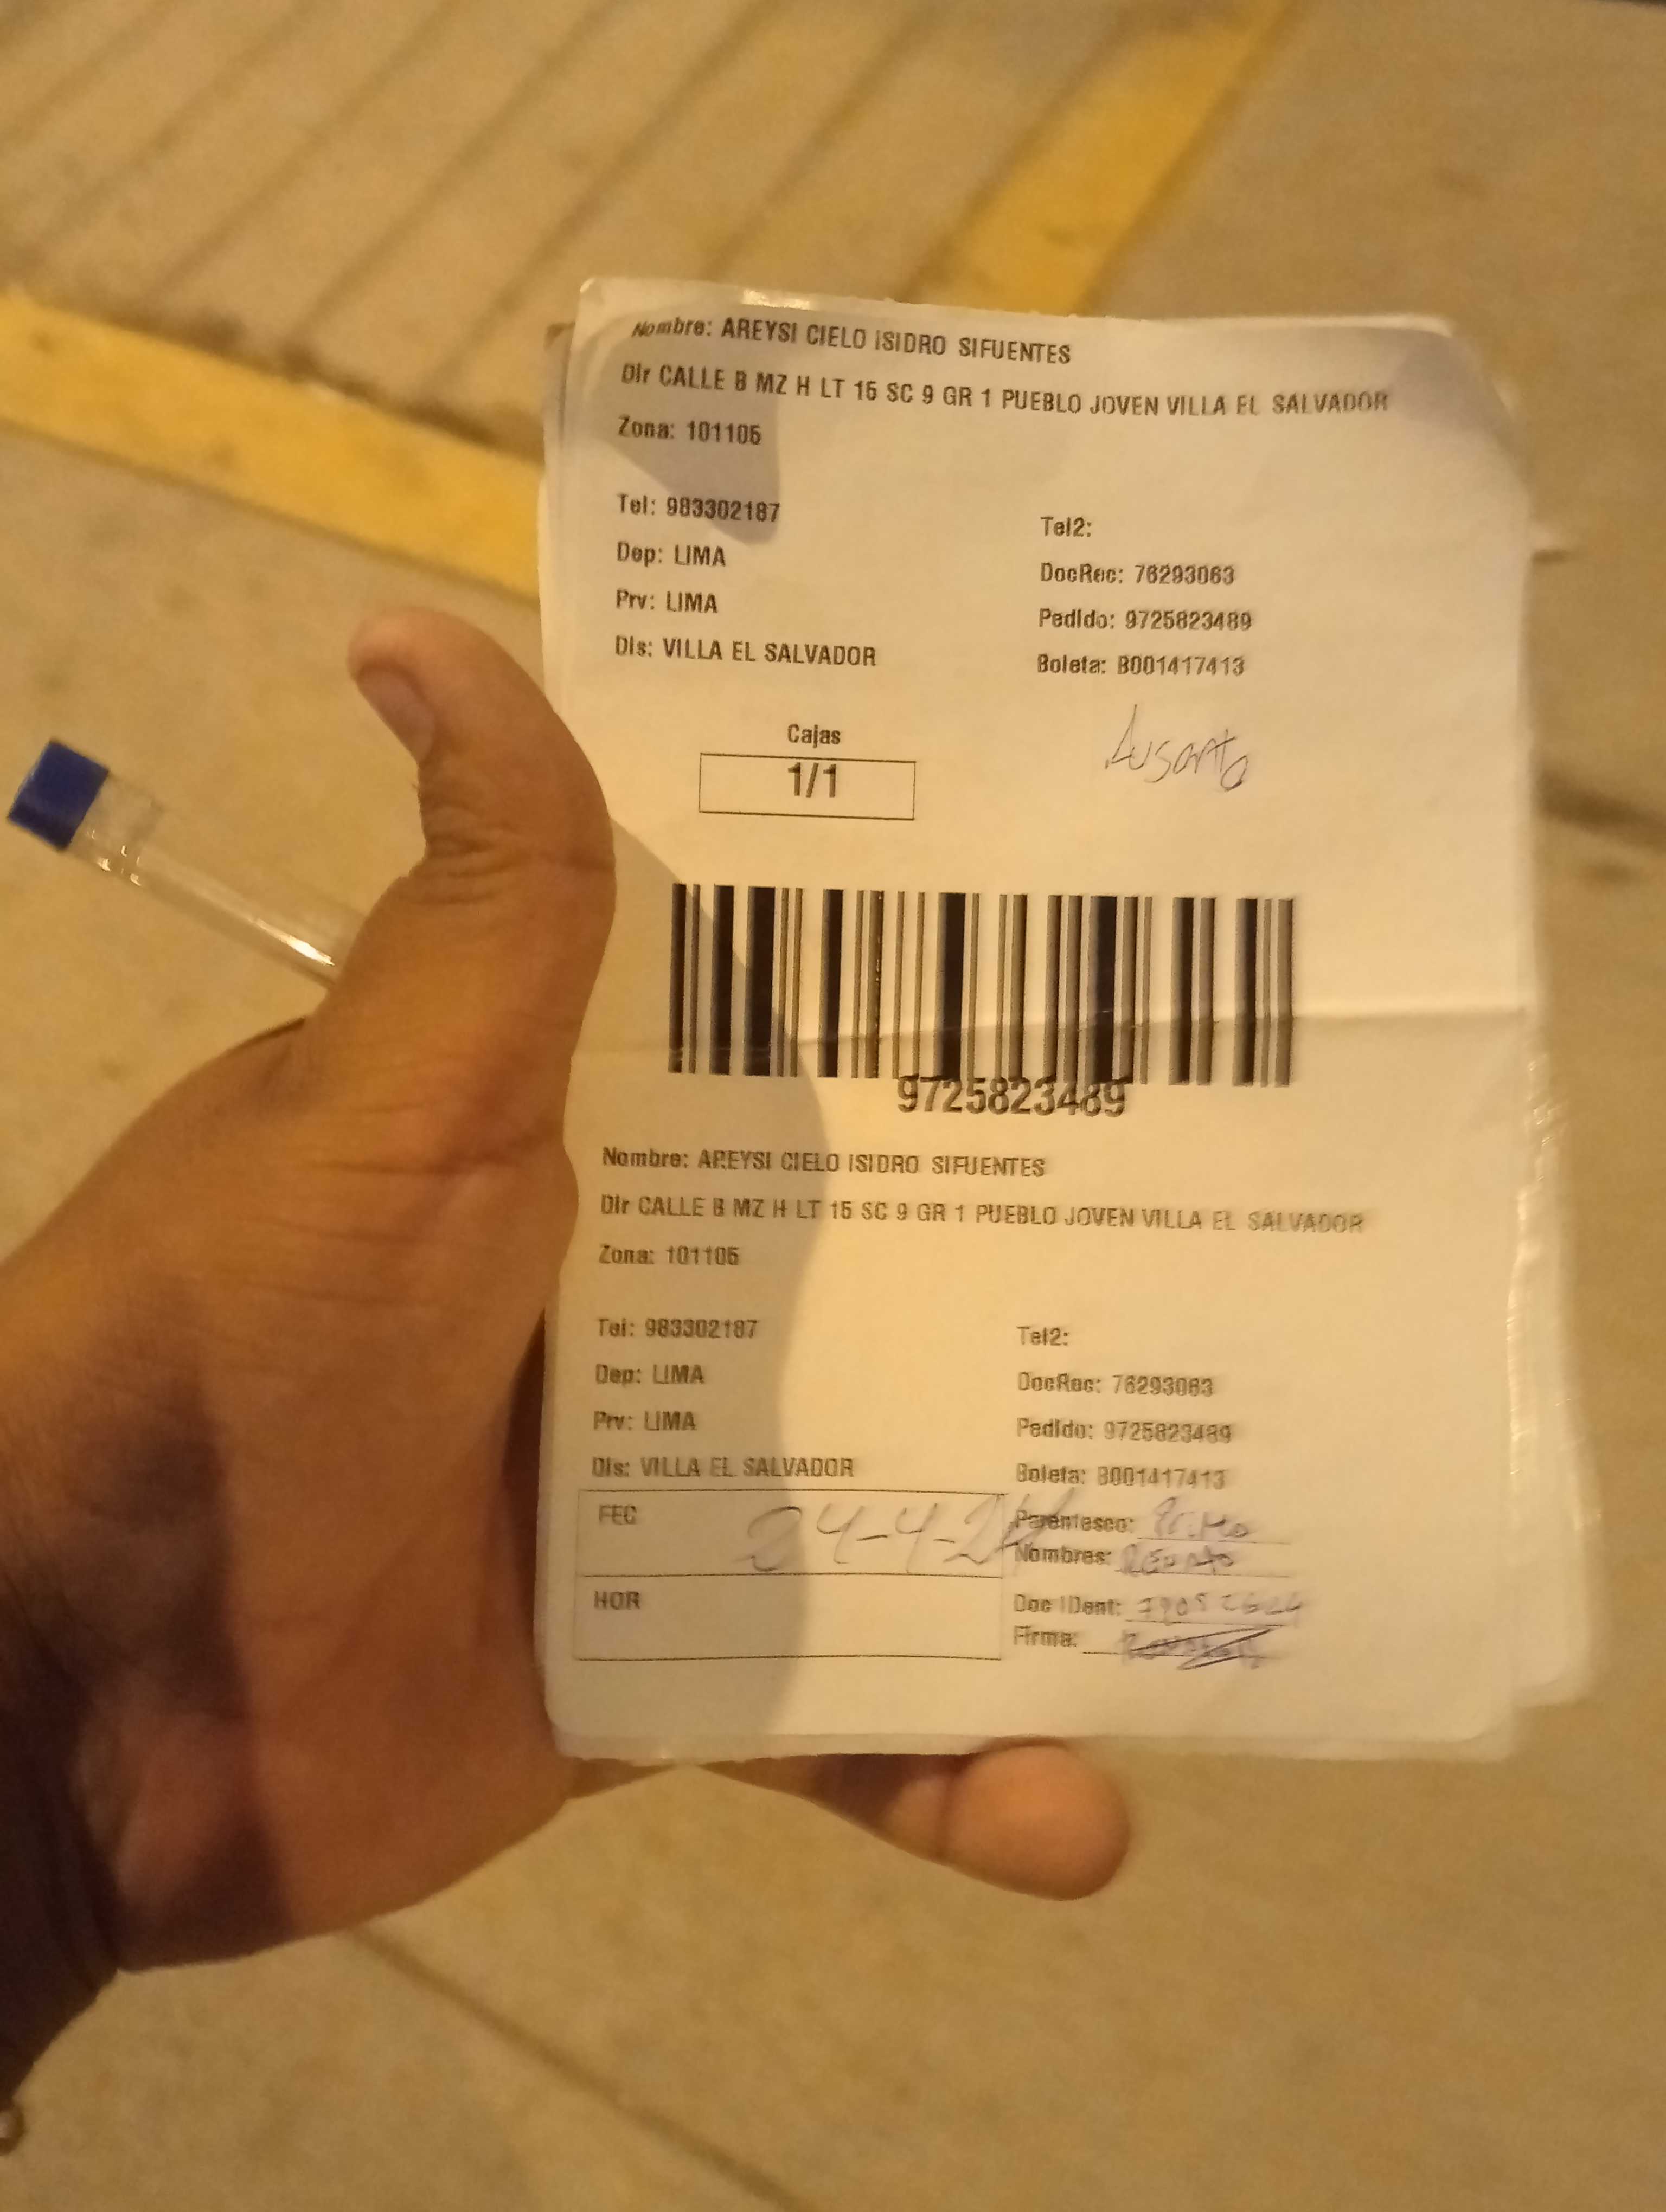 Nombre: AREYSI CIELO ISIDRO SIFUENTES
Dir CALLE B MZ H LT 15 SC 9 GR 1 PUEBLO JOVEN VILLA EL SALVADOR
Zona: 101105
Tel: 983302187
Tel2:
Dep: LIMA
DocRec: 76293063
Prv: LIMA
Pedido: 9725823489
Dis: VILLA EL SALVADOR
Boleta: B001417413
Cajas
1/1
9725823489
Nombre: AREYSI CIELO ISIDRO SIFUENTES
Dir CALLE B MZ H LT 15 SC 9 GR 1 PUEBLO JOVEN VILLA EL SALVADOR
Zona: 101105
Tel: 983302187
Tel2:
Dep: LIMA
DocRec: 76293063
Prv: LIMA
Pedido: 9725823489
Dis: VILLA EL SALVADOR
Boleta: B001417413
FEC
Parentesco: Primo
Nombres: Renato
HOR
Doc IDent:
Firma: